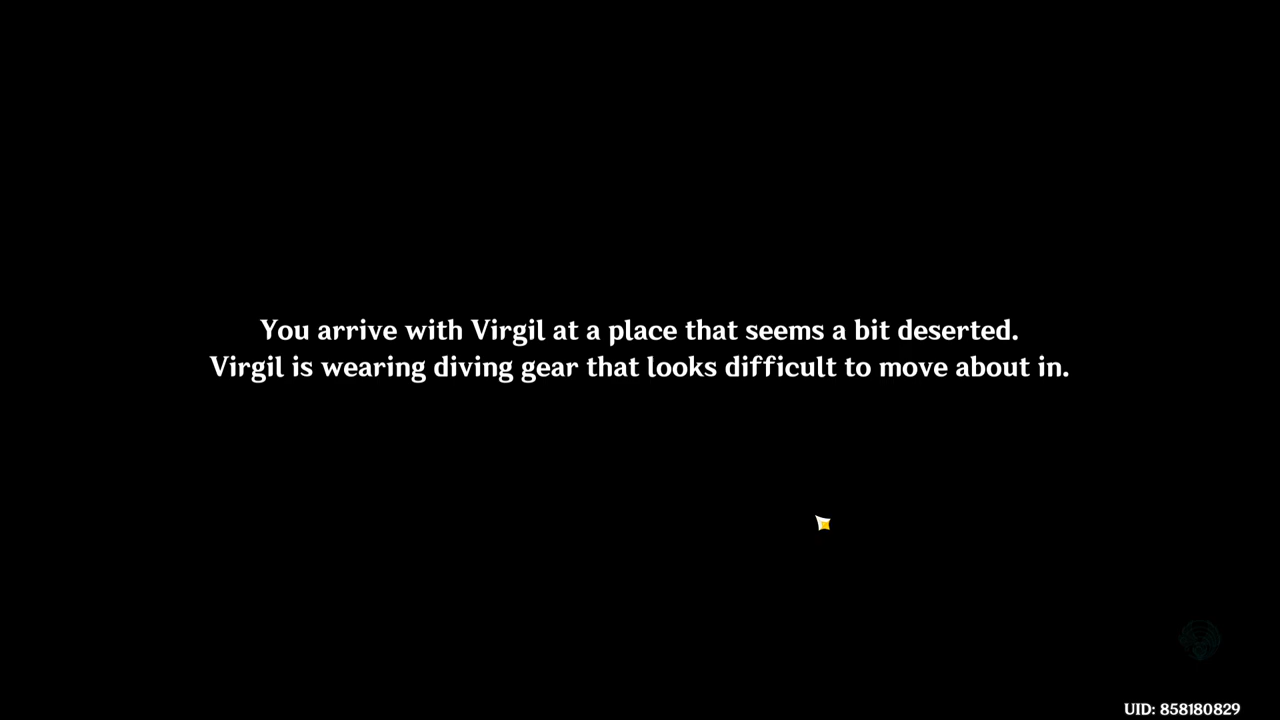 You arrive with Virgil at a place that seems a bit deserted.
Virgil is wearing diving gear that looks difficult to move about in.
UID: 858180829